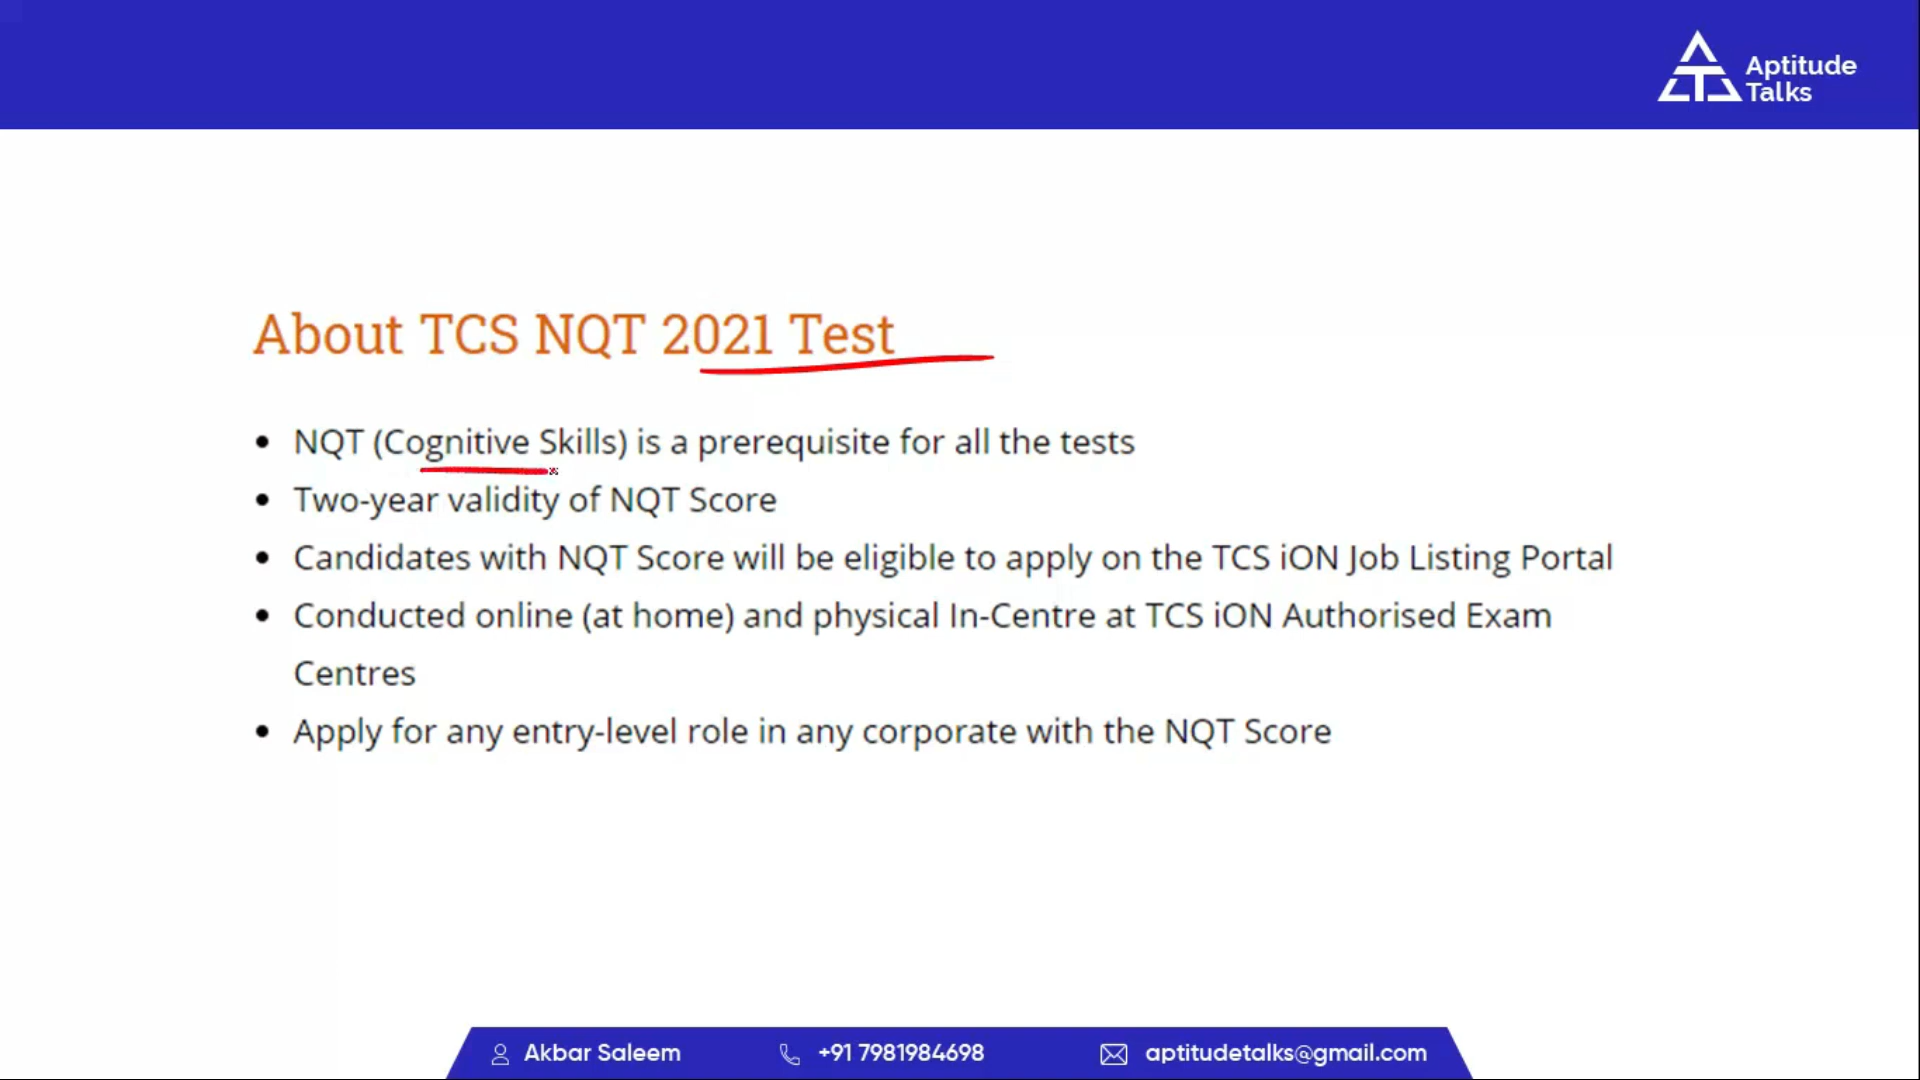 Aptitude
Talks
About TCS NQT 2021 Test
• NQT (Cognitive Skills) is a prerequisite for all the tests
• Two-year validity of NQT Score
• Candidates with NQT Score will be eligible to apply on the TCS iON Job Listing Portal
• Conducted online (at home) and physical In-Centre at TCS iON Authorised Exam
Centres
• Apply for any entry-level role in any corporate with the NQT Score
Akbar Saleem +91 7981984698 aptitudetalks@gmail.com